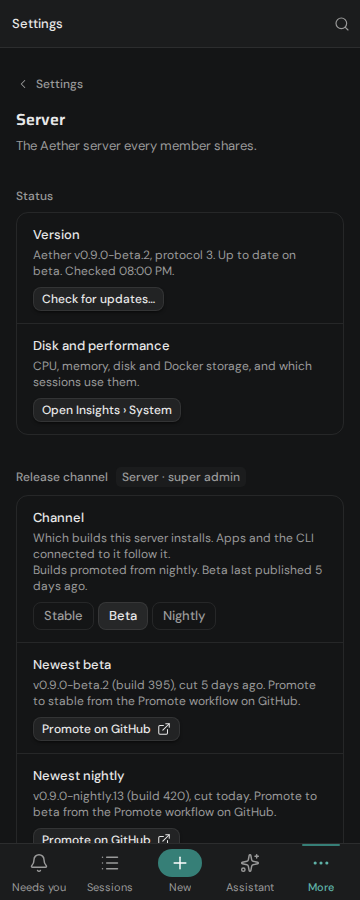 Settings
Settings
Server
The Aether server every member shares.
Status
Version
Aether v0.9.0-beta.2, protocol 3. Up to date on
beta. Checked 08:00 PM.
Check for updates…
Disk and performance
CPU, memory, disk and Docker storage, and which
sessions use them.
Open Insights › System
Release channel Server · super admin
Channel
Which builds this server installs. Apps and the CLI
connected to it follow it.
Builds promoted from nightly. Beta last published 5
days ago.
Stable Beta Nightly
Newest beta
v0.9.0-beta.2 (build 395), cut 5 days ago. Promote
to stable from the Promote workflow on GitHub.
Promote on GitHub
Newest nightly
v0.9.0-nightly.13 (build 420), cut today. Promote to
beta from the Promote workflow on GitHub.
Promote on GitHub
Needs you Sessions New Assistant More